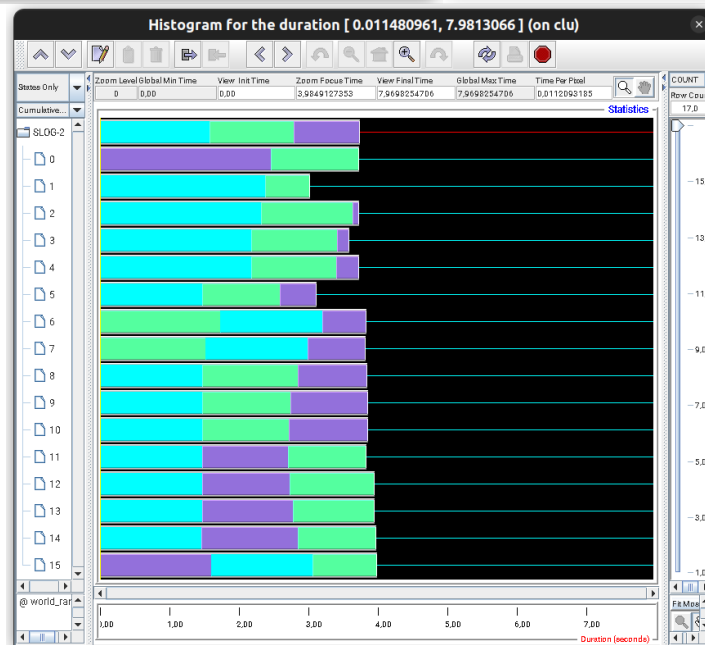 Histogram for the duration [ 0.011480961, 7.9813066 ] (on clu)
States Only
Cumulative...
Zoom Level Global Min Time View Init Time Zoom Focus Time View Final Time Global Max Time Time Per Pixel
0 0,00 0,00 3,9849127353 7,9698254706 7,9698254706 0,0112093185
COUNT
Row Cou
17,0
Statistics
SLOG-2
0
1
2
3
4
5
6
7
8
9
10
11
12
13
14
15
15
13
11,
9,0
7,0
5,0
3,0
1,0
@ world_rar
0,00 1,00 2,00 3,00 4,00 5,00 6,00 7,00
Duration (seconds)
Fit Mos